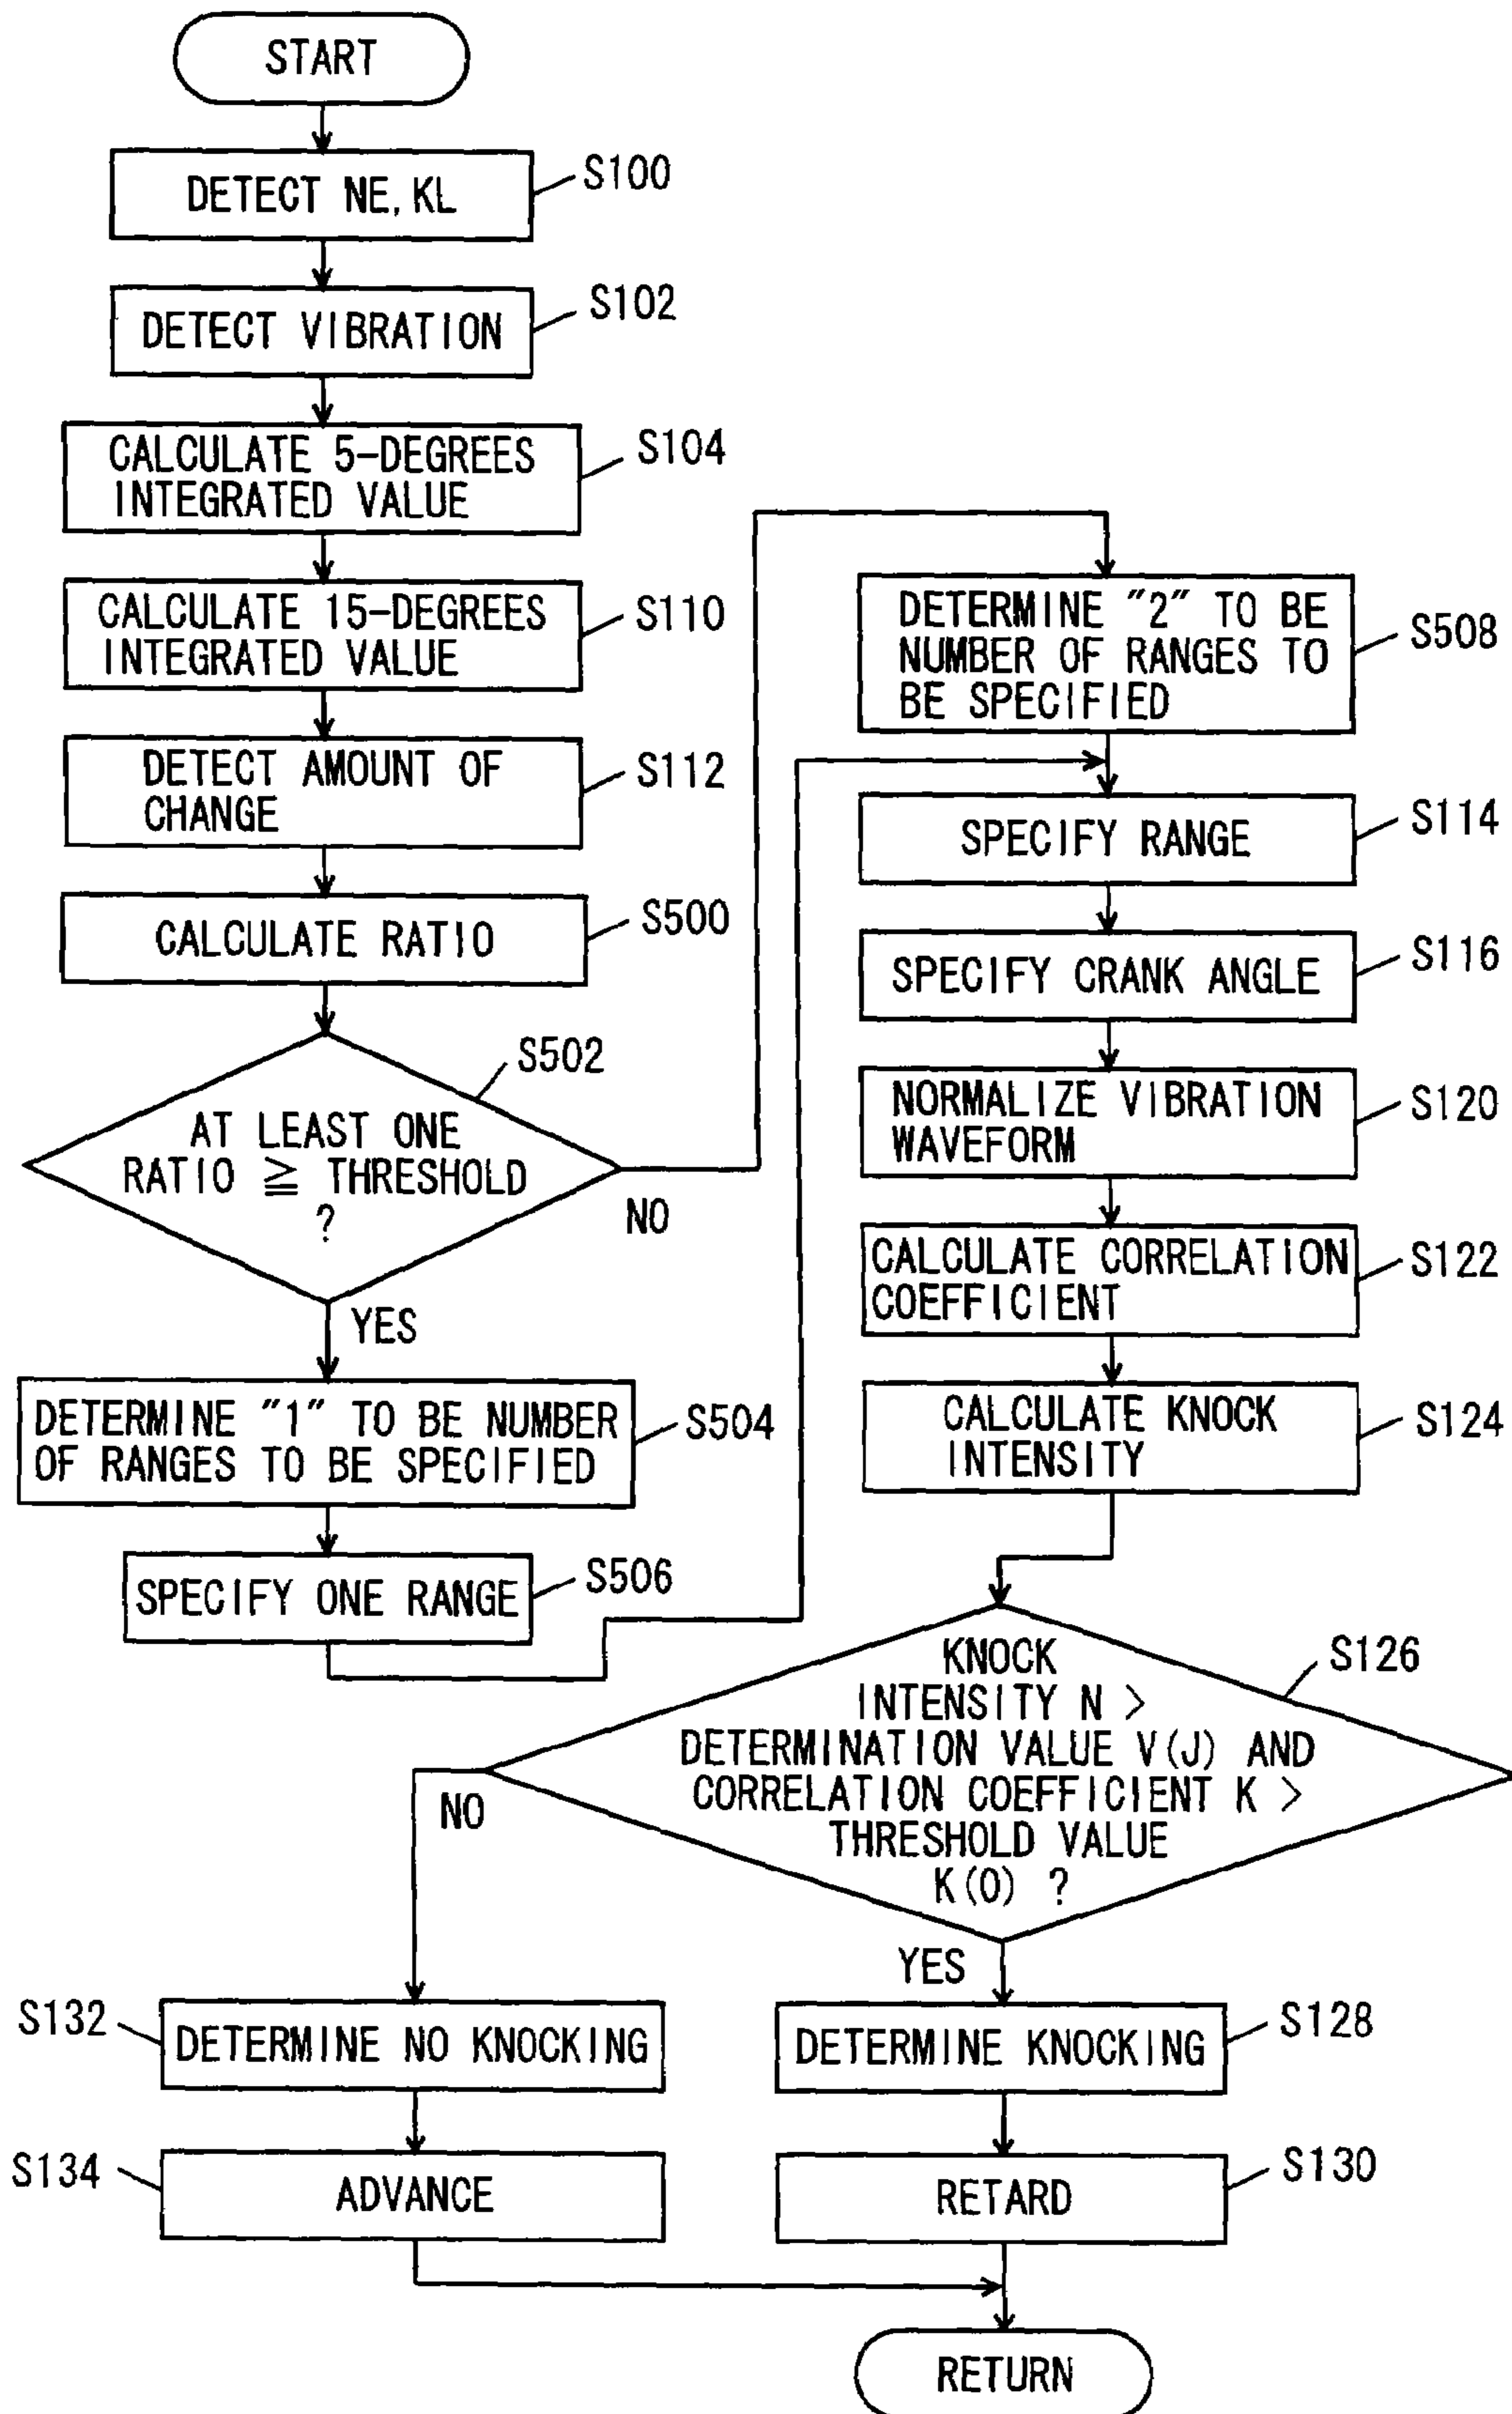 START
DETECT NE, KL
S100
DETECT VIBRATION
S102
CALCULATE 5-DEGREES
INTEGRATED VALUE
S104
CALCULATE 15-DEGREES
INTEGRATED VALUE
S110
DETECT AMOUNT OF
CHANGE
S112
CALCULATE RATIO
S500
AT LEAST ONE
RATIO ≧ THRESHOLD
?
S502
NO
YES
DETERMINE "1" TO BE NUMBER
OF RANGES TO BE SPECIFIED
S504
SPECIFY ONE RANGE
S506
DETERMINE "2" TO BE
NUMBER OF RANGES TO
BE SPECIFIED
S508
SPECIFY RANGE
S114
SPECIFY CRANK ANGLE
S116
NORMALIZE VIBRATION
WAVEFORM
S120
CALCULATE CORRELATION
COEFFICIENT
S122
CALCULATE KNOCK
INTENSITY
S124
KNOCK
INTENSITY N >
DETERMINATION VALUE V(J) AND
CORRELATION COEFFICIENT K >
THRESHOLD VALUE
K(0) ?
S126
NO
YES
S132
DETERMINE NO KNOCKING
DETERMINE KNOCKING
S128
S134
ADVANCE
RETARD
S130
RETURN